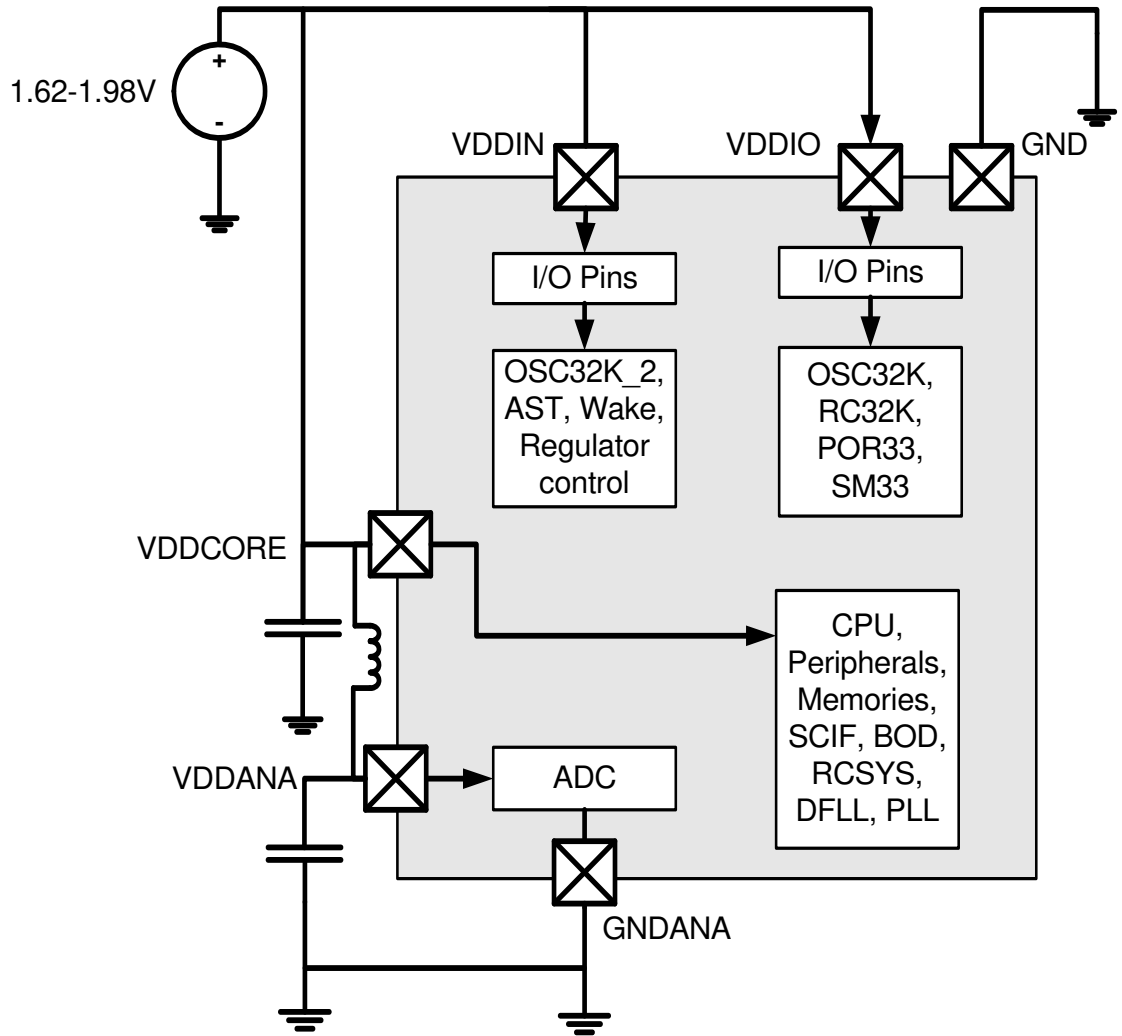 +
1.62-1.98V
-
VDDIN
VDDIO
GND
I/O Pins
I/O Pins
OSC32K_2,
AST, Wake,
Regulator
control
OSC32K,
RC32K,
POR33,
SM33
VDDCORE
CPU,
Peripherals,
Memories,
SCIF, BOD,
RCSYS,
DFLL, PLL
VDDANA
ADC
GNDANA